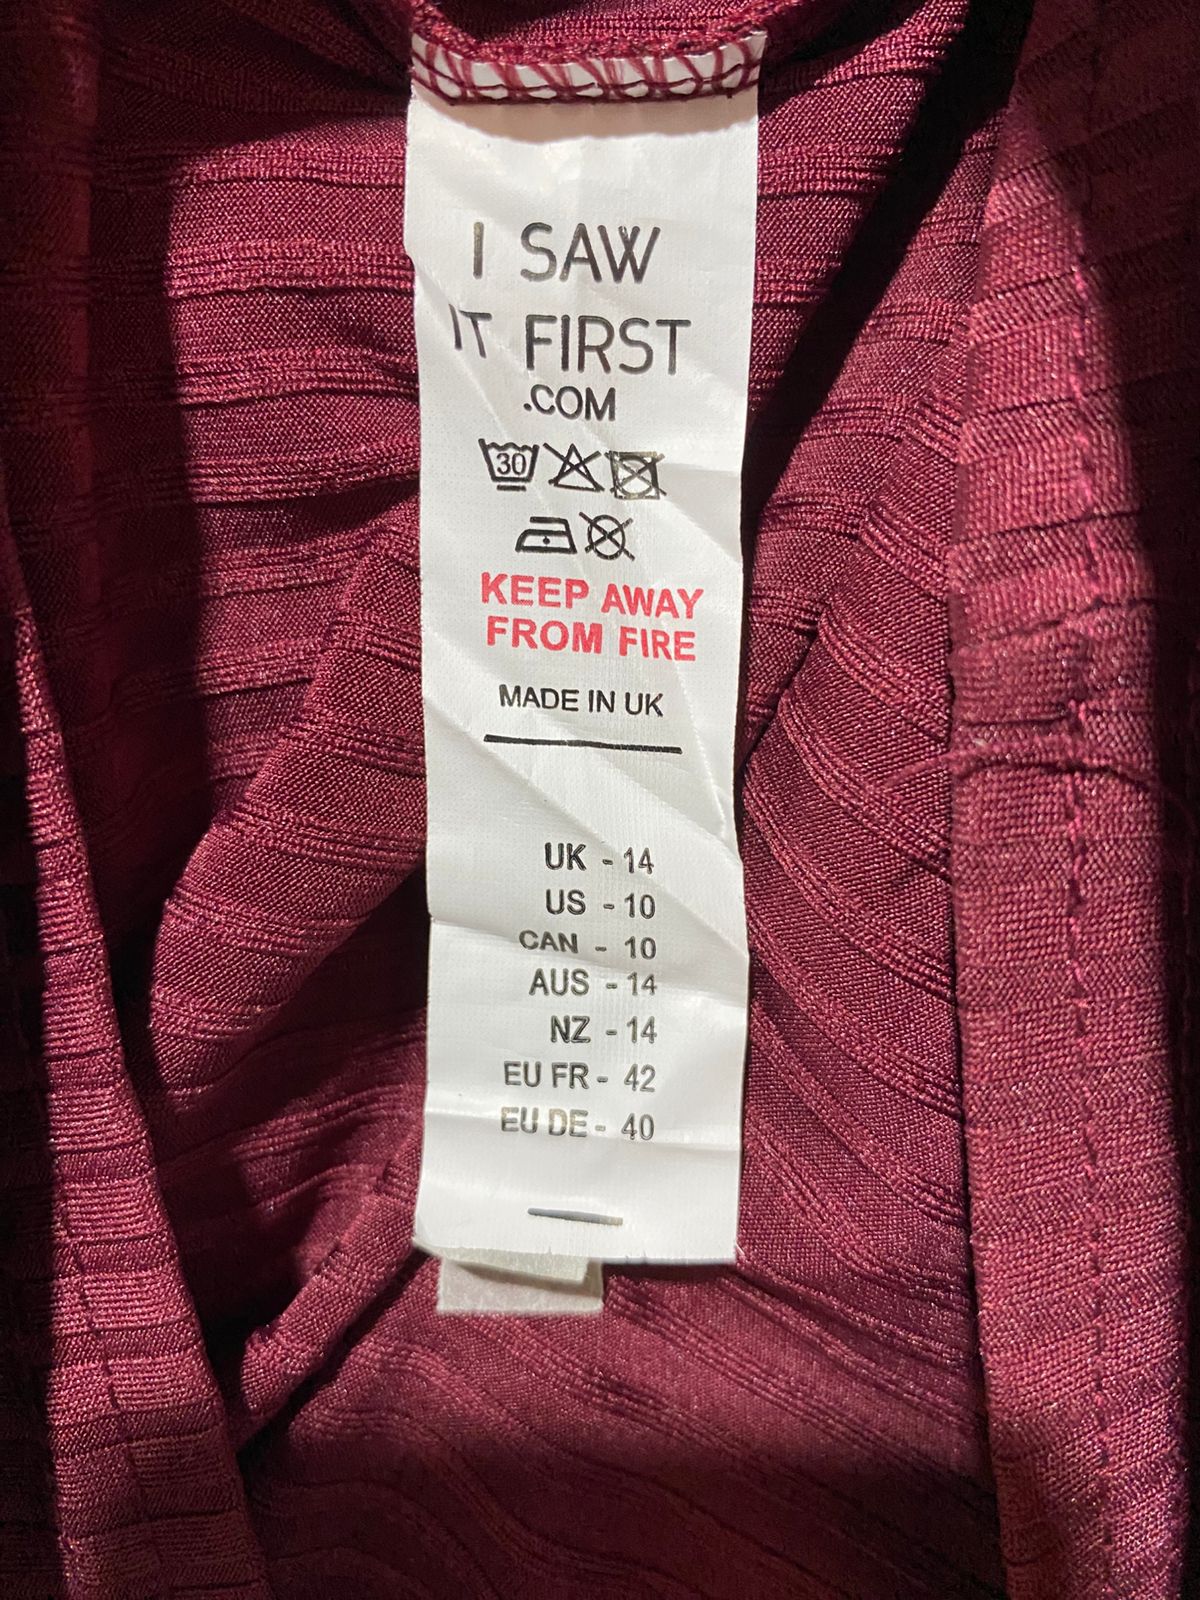 I SAW
IT FIRST
.COM
30
KEEP AWAY
FROM FIRE
MADE IN UK
UK - 14
US - 10
CAN - 10
AUS - 14
NZ - 14
EU FR - 42
EU DE - 40